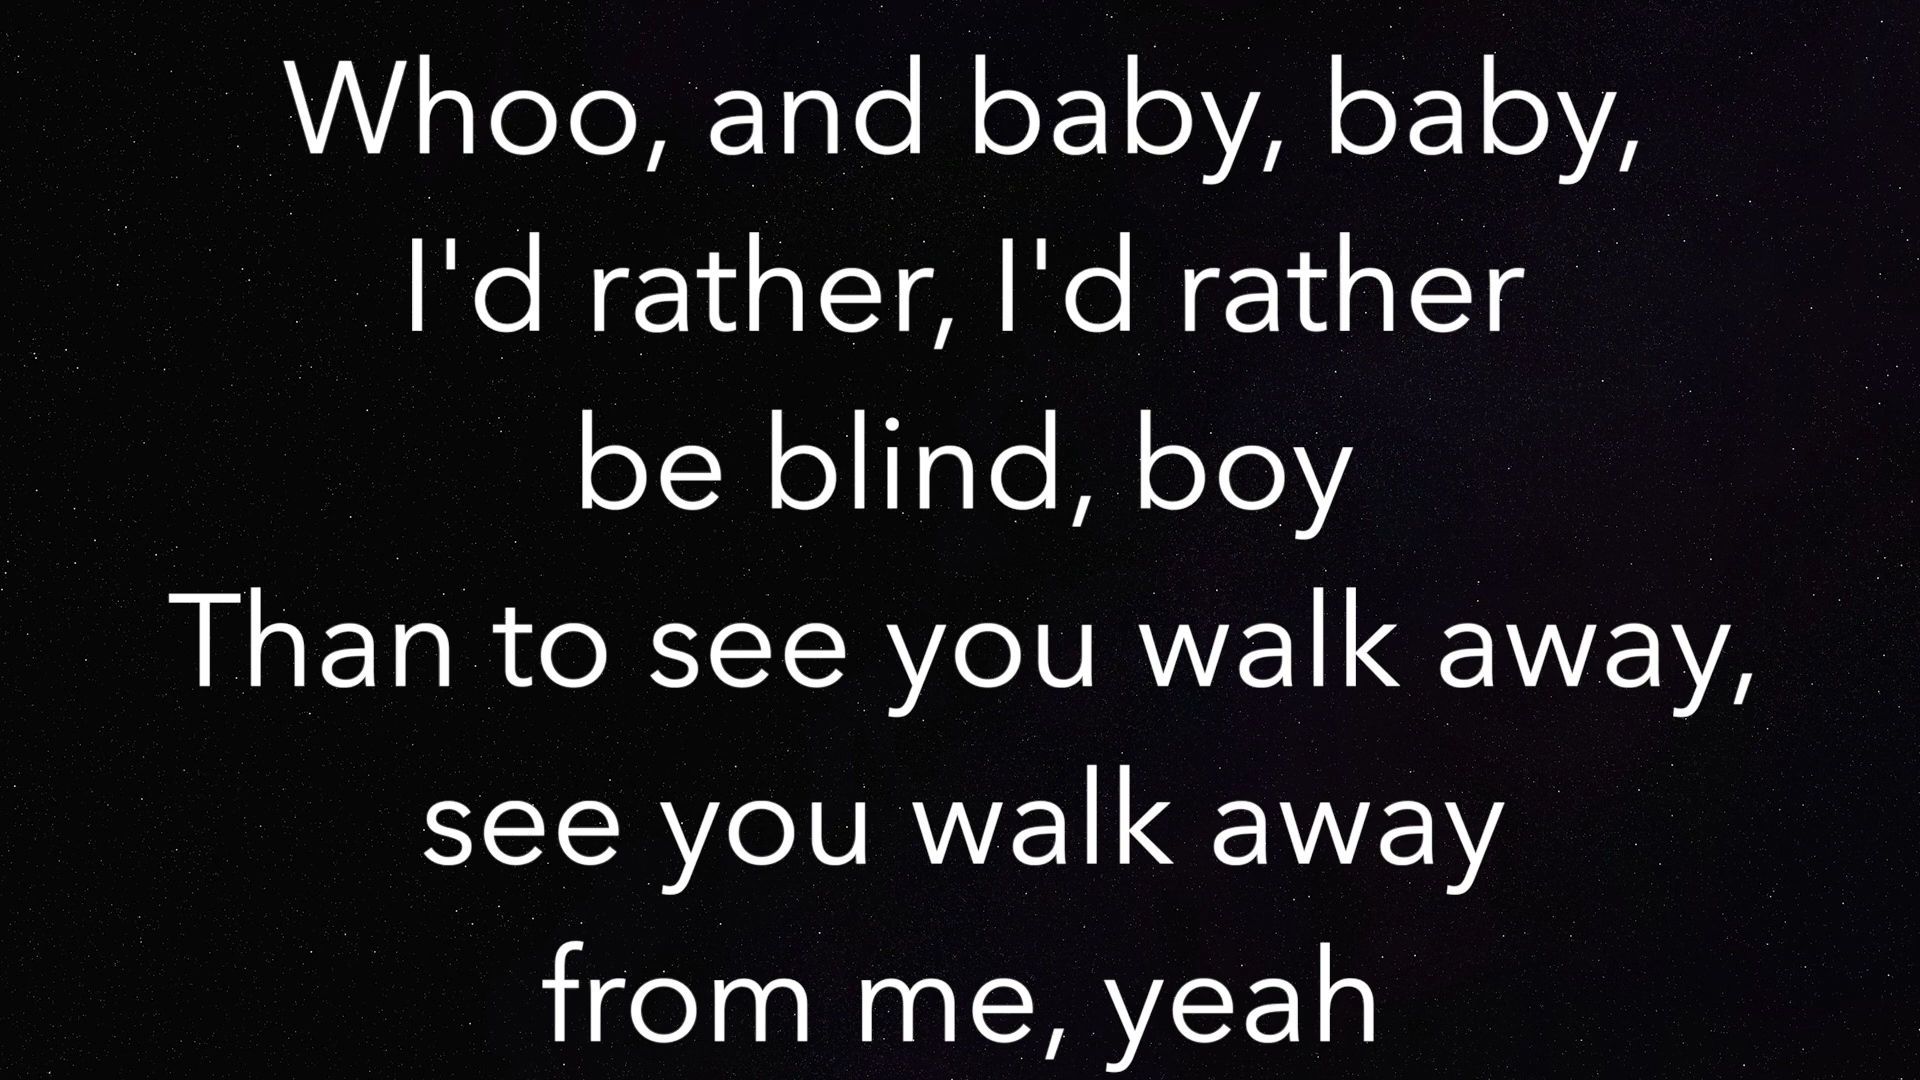 Whoo, and baby, baby,
I'd rather, I'd rather
be blind, boy
Than to see you walk away,
see you walk away
from me, yeah